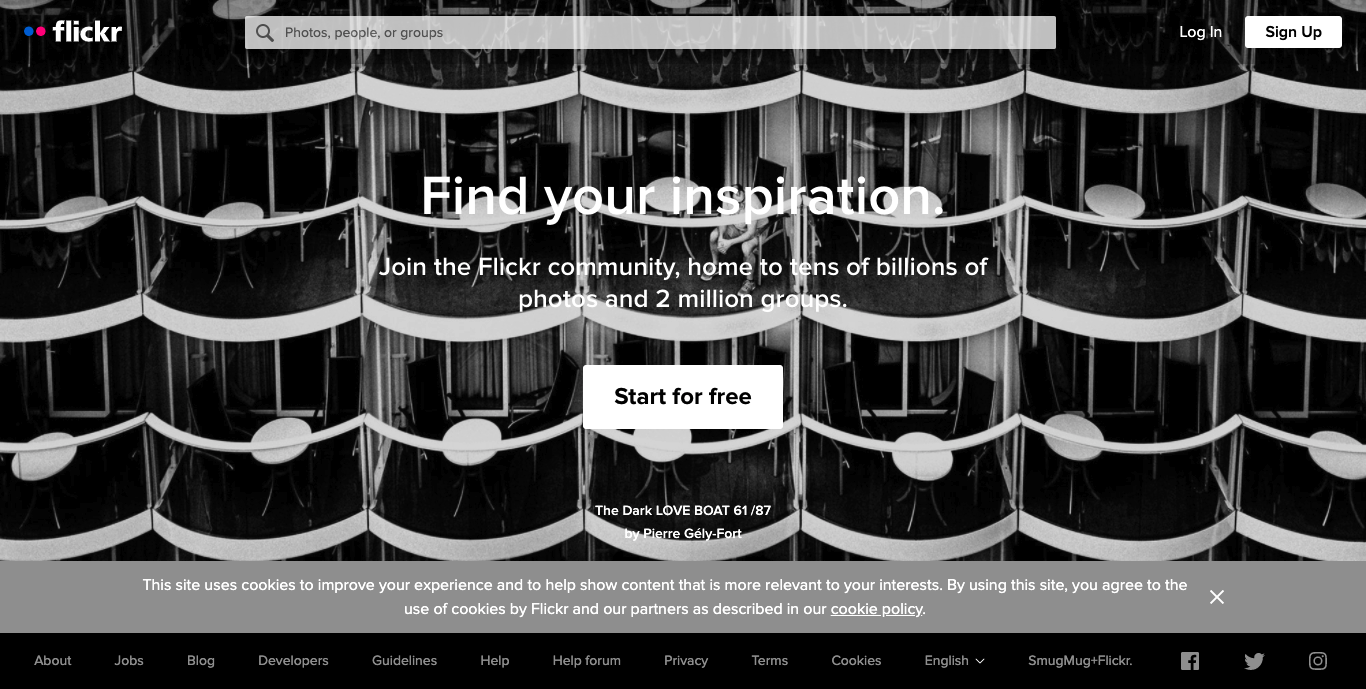 flickr
Photos, people, or groups
Log In
Sign Up
Find your inspiration.
Join the Flickr community, home to tens of billions of
photos and 2 million groups.
Start for free
The Dark LOVE BOAT 61 /87
by Pierre Gély-Fort
This site uses cookies to improve your experience and to help show content that is more relevant to your interests. By using this site, you agree to the
use of cookies by Flickr and our partners as described in our cookie policy.
About Jobs Blog Developers Guidelines Help Help forum Privacy Terms Cookies English SmugMug+Flickr.